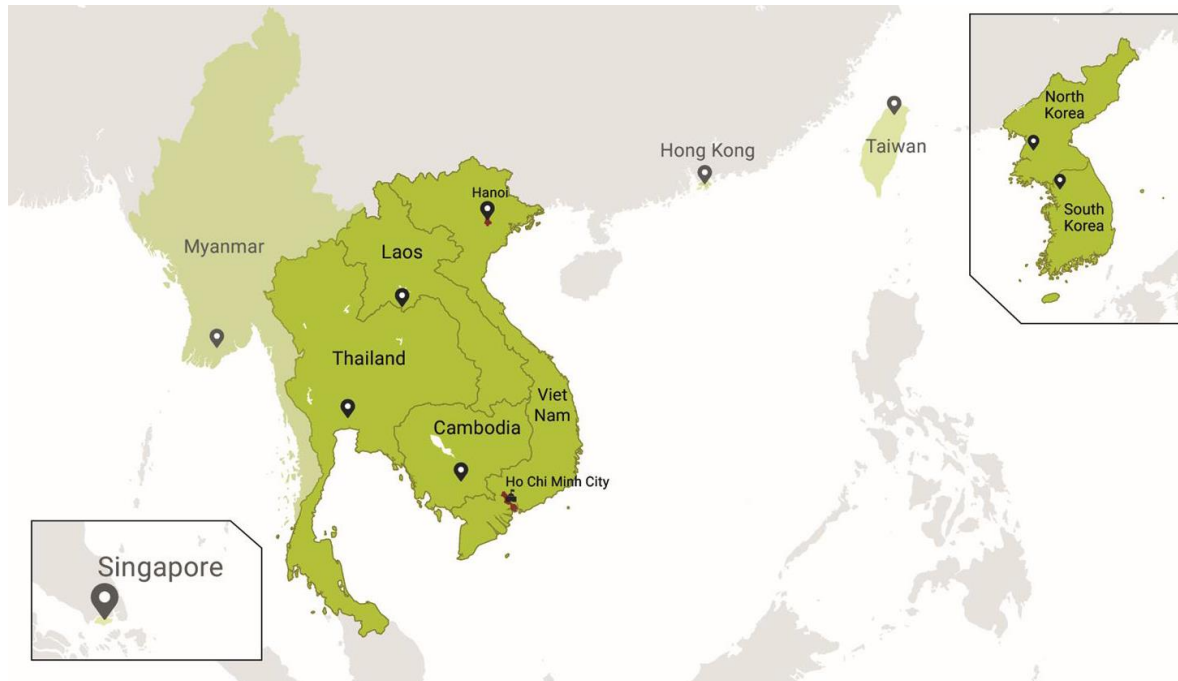 North
Korea
Hong Kong
Taiwan
Hanoi
South
Korea
Myanmar
Laos
Thailand
Viet
Nam
Cambodia
Ho Chi Minh City
Singapore